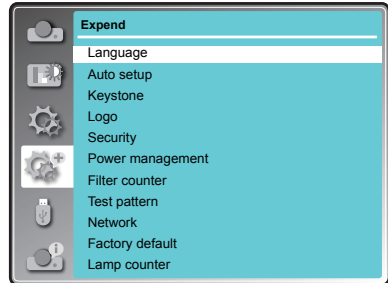 Expend
Language
Auto setup
Keystone
Logo
Security
Power management
Filter counter
Test pattern
Network
Factory default
Lamp counter